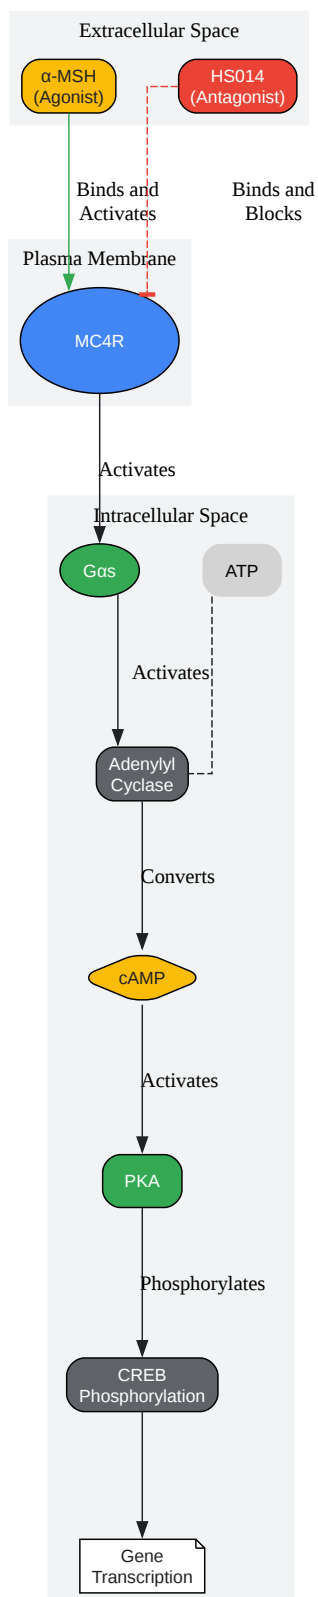 Extracellular Space
α-MSH
(Agonist)
HS014
(Antagonist)
Binds and
Activates
Binds and
Blocks
Plasma Membrane
MC4R
Activates
Intracellular Space
Gαs
ATP
Activates
Adenylyl
Cyclase
Converts
cAMP
Activates
PKA
Phosphorylates
CREB
Phosphorylation
Gene
Transcription